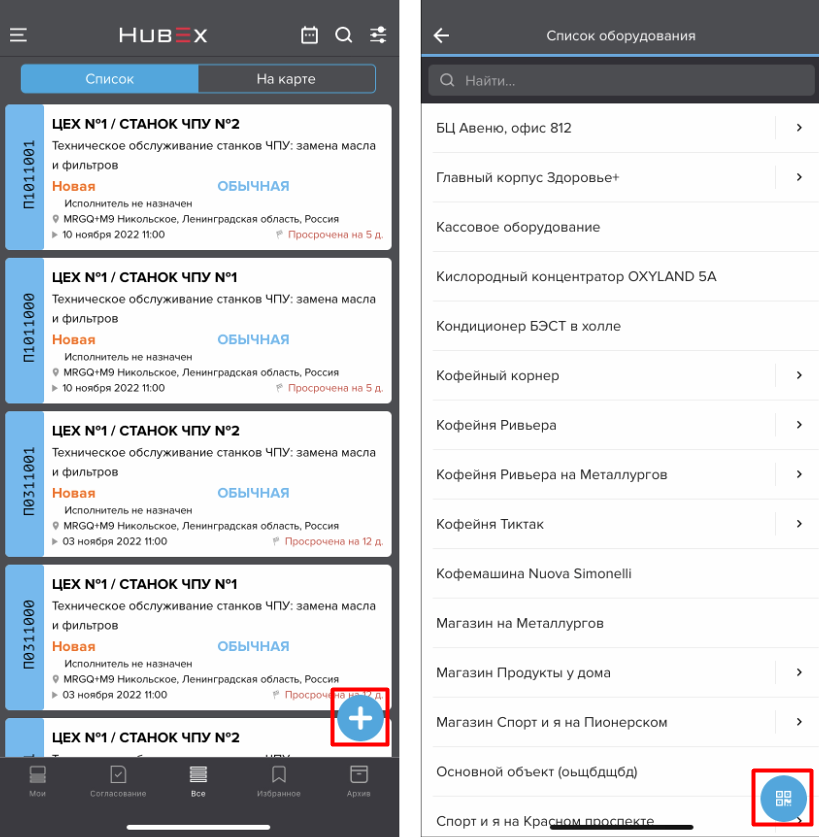 HUBEX
Список
На карте
П1011001
ЦЕХ №1 / СТАНОК ЧПУ №2
Техническое обслуживание станков ЧПУ: замена масла
и фильтров
Новая
ОБЫЧНАЯ
Исполнитель не назначен
MRGQ+M9 Никольское, Ленинградская область, Россия
10 ноября 2022 11:00
Просрочена на 5 д.
П1011000
ЦЕХ №1 / СТАНОК ЧПУ №1
Техническое обслуживание станков ЧПУ: замена масла
и фильтров
Новая
ОБЫЧНАЯ
Исполнитель не назначен
MRGQ+M9 Никольское, Ленинградская область, Россия
10 ноября 2022 11:00
Просрочена на 5 д.
П0311001
ЦЕХ №1 / СТАНОК ЧПУ №2
Техническое обслуживание станков ЧПУ: замена масла
и фильтров
Новая
ОБЫЧНАЯ
Исполнитель не назначен
MRGQ+M9 Никольское, Ленинградская область, Россия
03 ноября 2022 11:00
Просрочена на 12 д.
П0311000
ЦЕХ №1 / СТАНОК ЧПУ №1
Техническое обслуживание станков ЧПУ: замена масла
и фильтров
Новая
ОБЫЧНАЯ
Исполнитель не назначен
MRGQ+M9 Никольское, Ленинградская область, Россия
03 ноября 2022 11:00
Просрочена на 12 д.
ЦЕХ №1 / СТАНОК ЧПУ №2
Мои
Согласование
Все
Избранное
Архив
Список оборудования
Найти...
БЦ Авеню, офис 812
Главный корпус Здоровье+
Кассовое оборудование
Кислородный концентратор OXYLAND 5A
Кондиционер БЭСТ в холле
Кофейный корнер
Кофейня Ривьера
Кофейня Ривьера на Металлургов
Кофейня Тиктак
Кофемашина Nuova Simonelli
Магазин на Металлургов
Магазин Продукты у дома
Магазин Спорт и я на Пионерском
Основной объект (оьщбдщбд)
Спорт и я на Красном проспекте